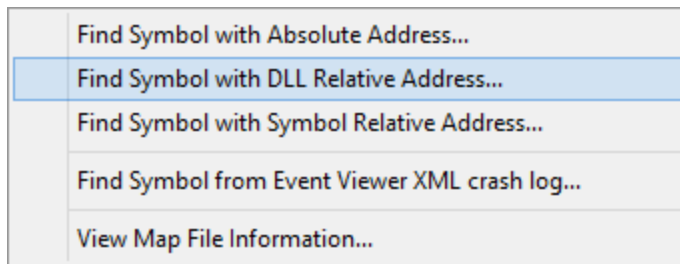 Find Symbol with Absolute Address...
Find Symbol with DLL Relative Address...
Find Symbol with Symbol Relative Address...
Find Symbol from Event Viewer XML crash log...
View Map File Information...